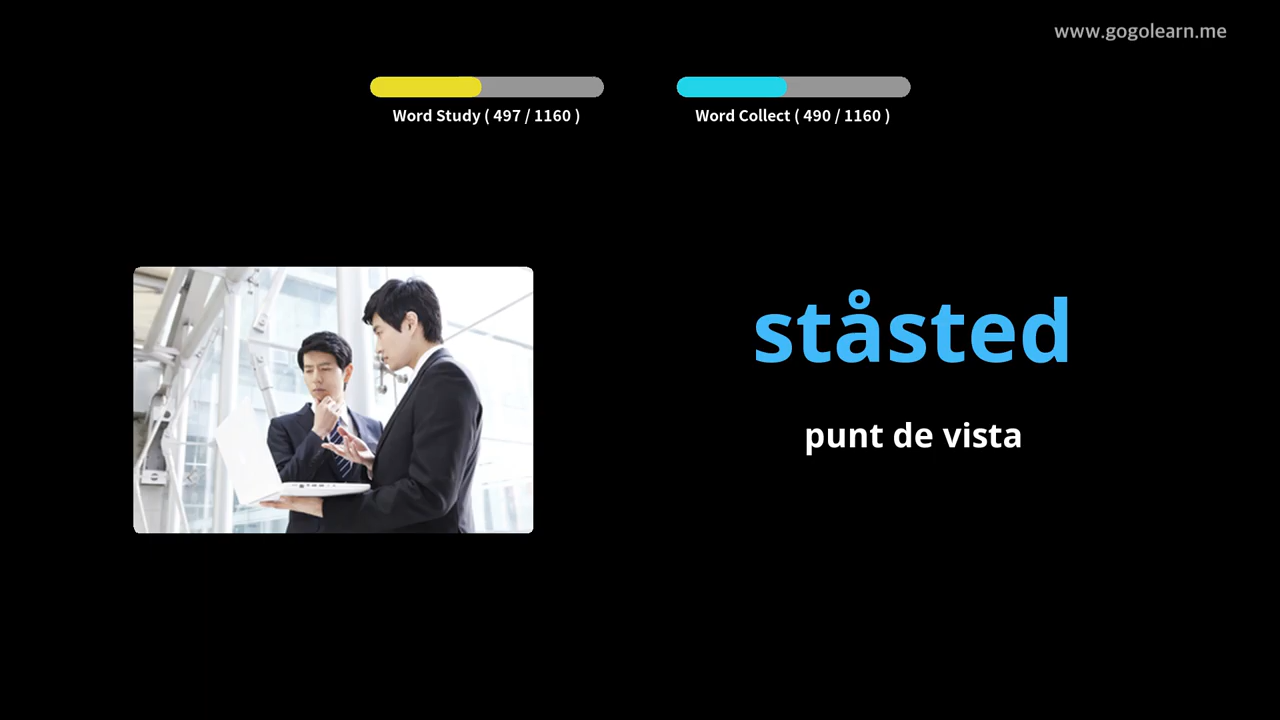 www.gogolearn.me
Word Study ( 497 / 1160 )
Word Collect ( 490 / 1160 )
ståsted
punt de vista